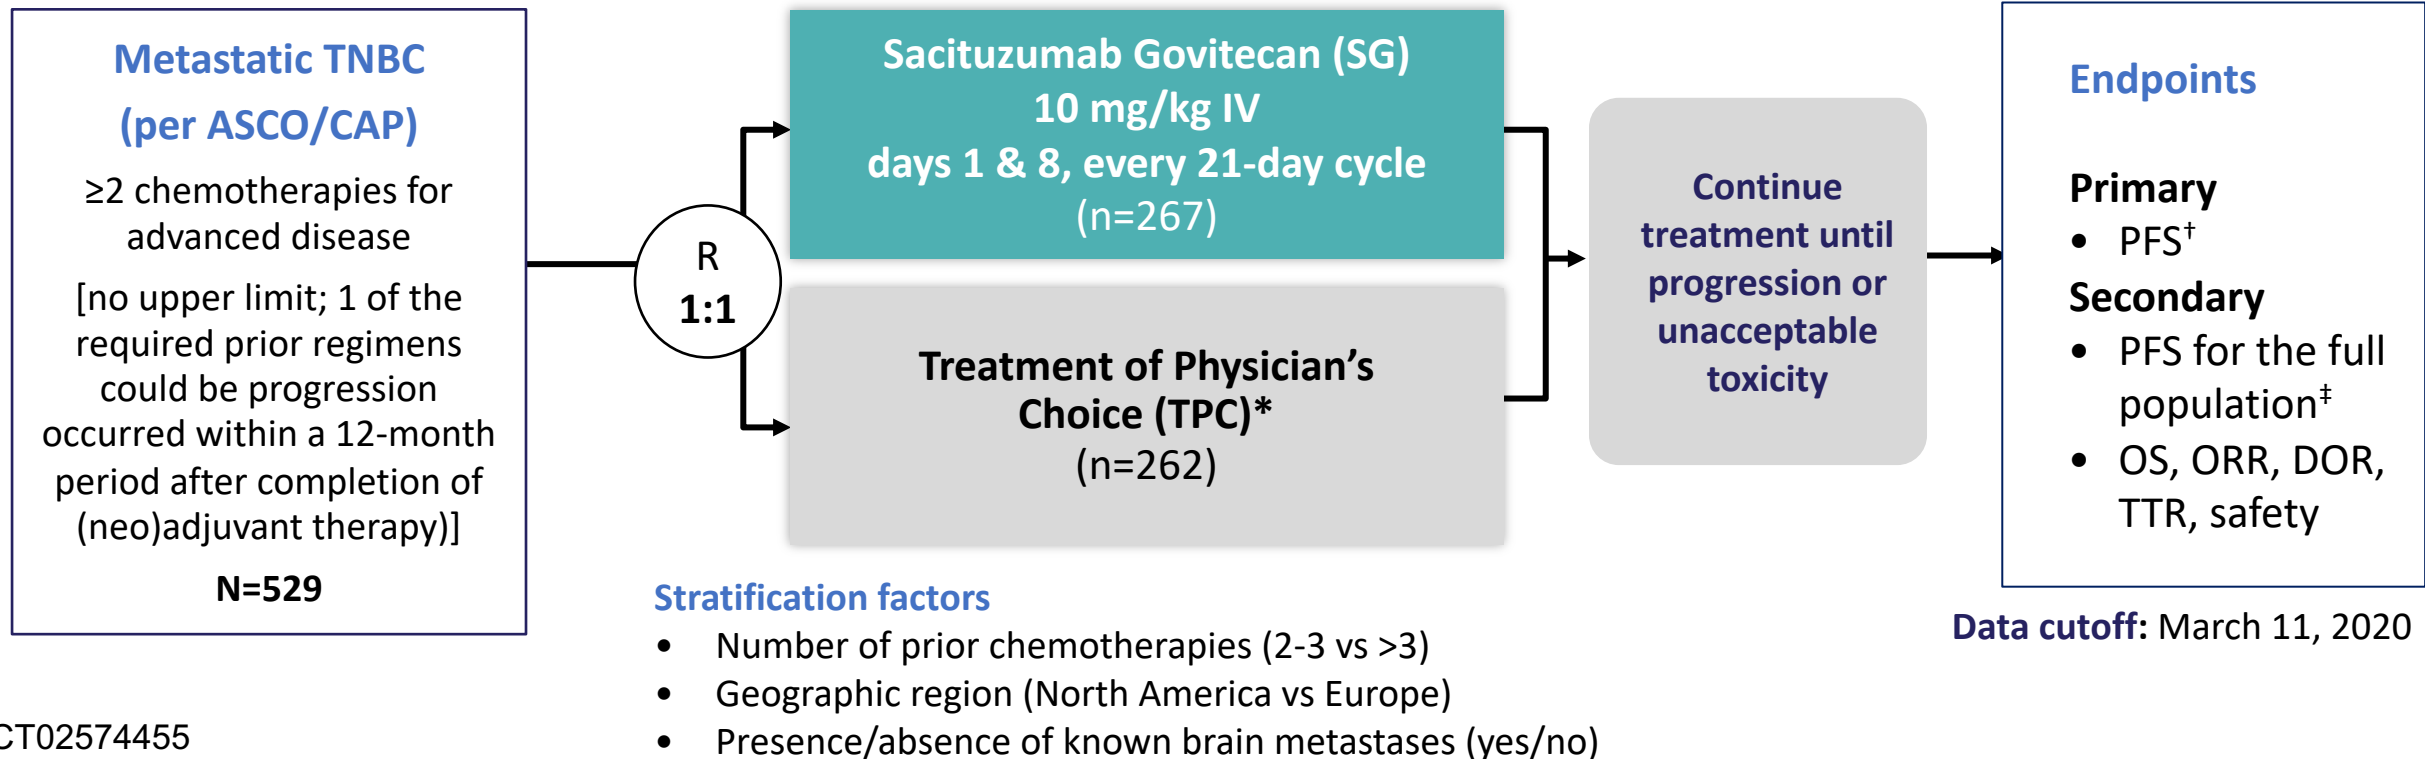 Metastatic TNBC
(per ASCO/CAP)
≥2 chemotherapies for
advanced disease
[no upper limit; 1 of the
required prior regimens
could be progression
occurred within a 12-month
period after completion of
(neo)adjuvant therapy)]
N=529
R
1:1
Sacituzumab Govitecan (SG)
10 mg/kg IV
days 1 & 8, every 21-day cycle
(n=267)
Treatment of Physician’s
Choice (TPC)*
(n=262)
Continue
treatment until
progression or
unacceptable
toxicity
Endpoints
Primary
• PFS†
Secondary
• PFS for the full
population‡
• OS, ORR, DOR,
TTR, safety
Data cutoff: March 11, 2020
Stratification factors
• Number of prior chemotherapies (2-3 vs >3)
• Geographic region (North America vs Europe)
• Presence/absence of known brain metastases (yes/no)
CT02574455